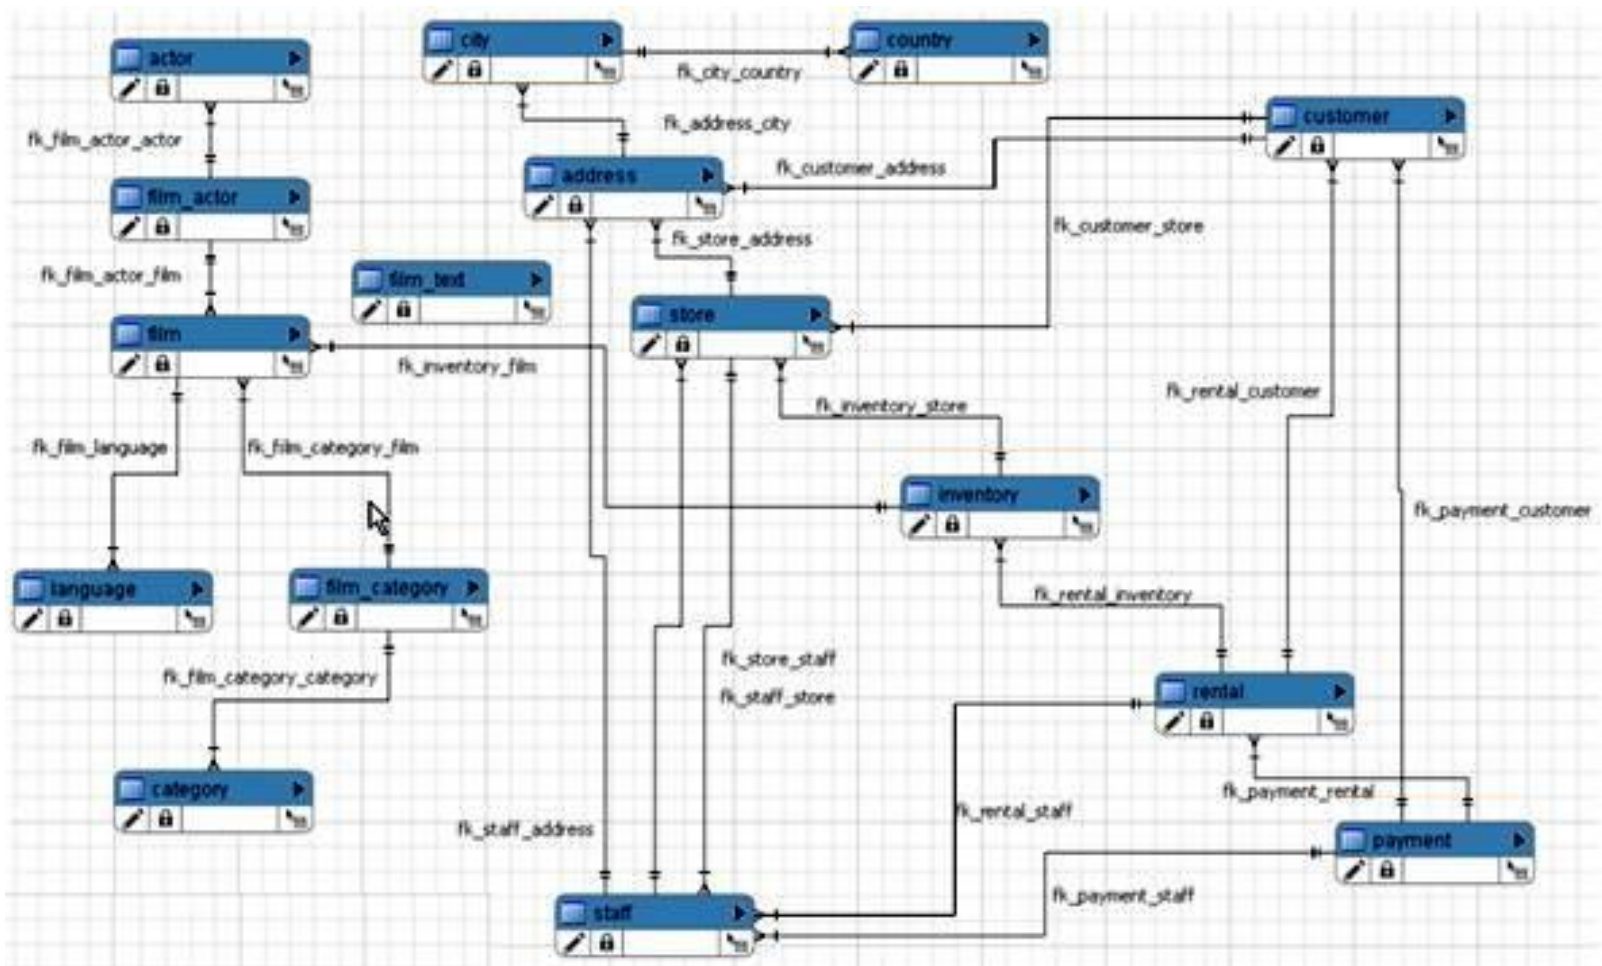 city
country
actor
fk_city_country
customer
fk_film_actor_actor
fk_address_city
address
fk_customer_address
film_actor
fk_customer_store
fk_store_address
fk_film_actor_film
film_text
store
film
fk_inventory_film
fk_rental_customer
fk_inventory_store
fk_film_language
fk_film_category_film
inventory
fk_payment_customer
language
film_category
fk_rental_inventory
fk_store_staff
fk_film_category_category
rental
fk_staff_store
category
fk_payment_rental
fk_rental_staff
fk_staff_address
payment
fk_payment_staff
staff